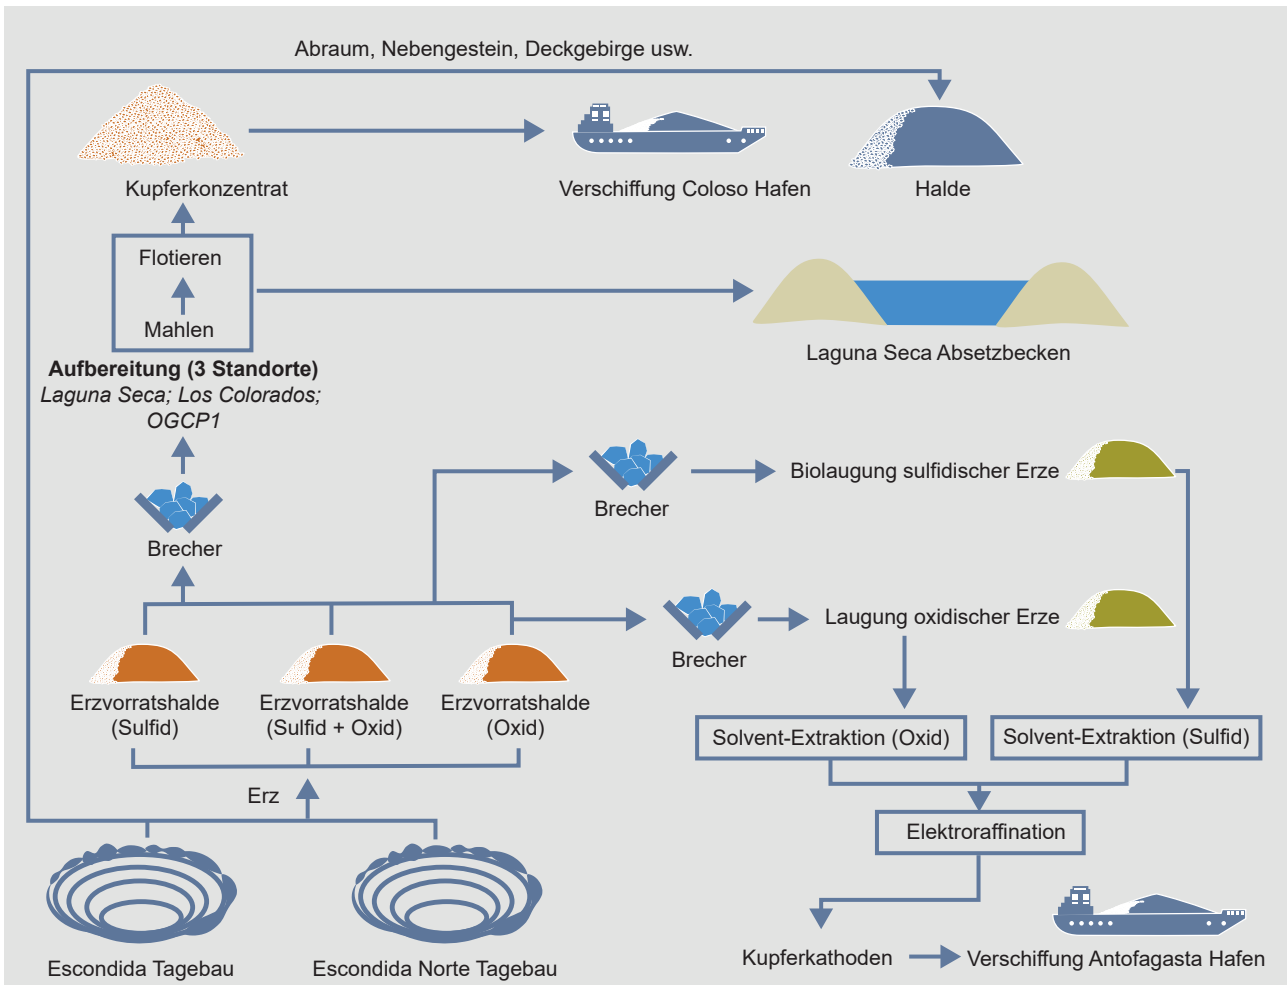 Abraum, Nebengestein, Deckgebirge usw.
Kupferkonzentrat
Verschiffung Coloso Hafen
Halde
Flotieren
Mahlen
Laguna Seca Absetzbecken
Aufbereitung (3 Standorte)
Laguna Seca; Los Colorados;
OGCP1
Brecher
Biolaugung sulfidischer Erze
Brecher
Brecher
Laugung oxidischer Erze
Erzvorratshalde
(Sulfid)
Erzvorratshalde
(Sulfid + Oxid)
Erzvorratshalde
(Oxid)
Solvent-Extraktion (Oxid)
Solvent-Extraktion (Sulfid)
Erz
Elektroraffination
Escondida Tagebau
Escondida Norte Tagebau
Kupferkathoden
Verschiffung Antofagasta Hafen